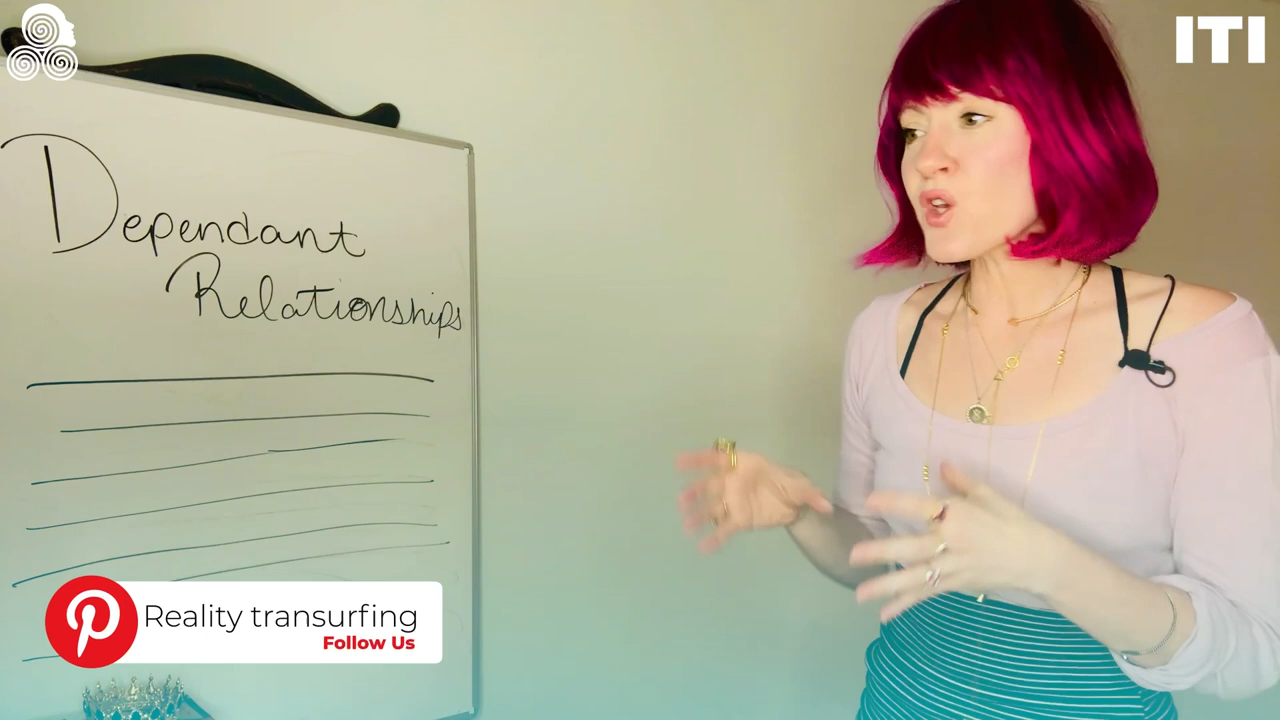 ITI
Dependant
Relationships
Reality transurfing
Follow Us